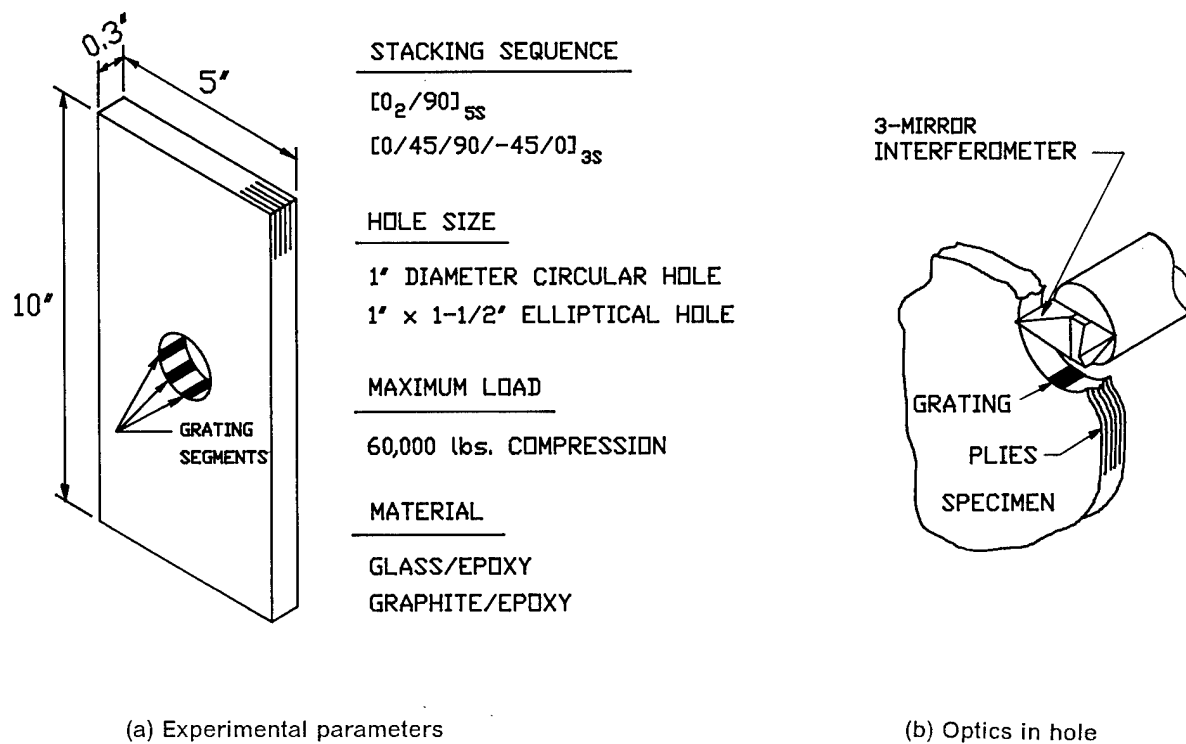 0.3"
5"
10"
GRATING
SEGMENTS
STACKING SEQUENCE
[0₂/90]₅S
[0/45/90/-45/0]₃S
HOLE SIZE
1" DIAMETER CIRCULAR HOLE
1" x 1-1/2" ELLIPTICAL HOLE
MAXIMUM LOAD
60,000 lbs. COMPRESSION
MATERIAL
GLASS/EPOXY
GRAPHITE/EPOXY
(a) Experimental parameters
3-MIRROR
INTERFEROMETER
GRATING
PLIES
SPECIMEN
(b) Optics in hole